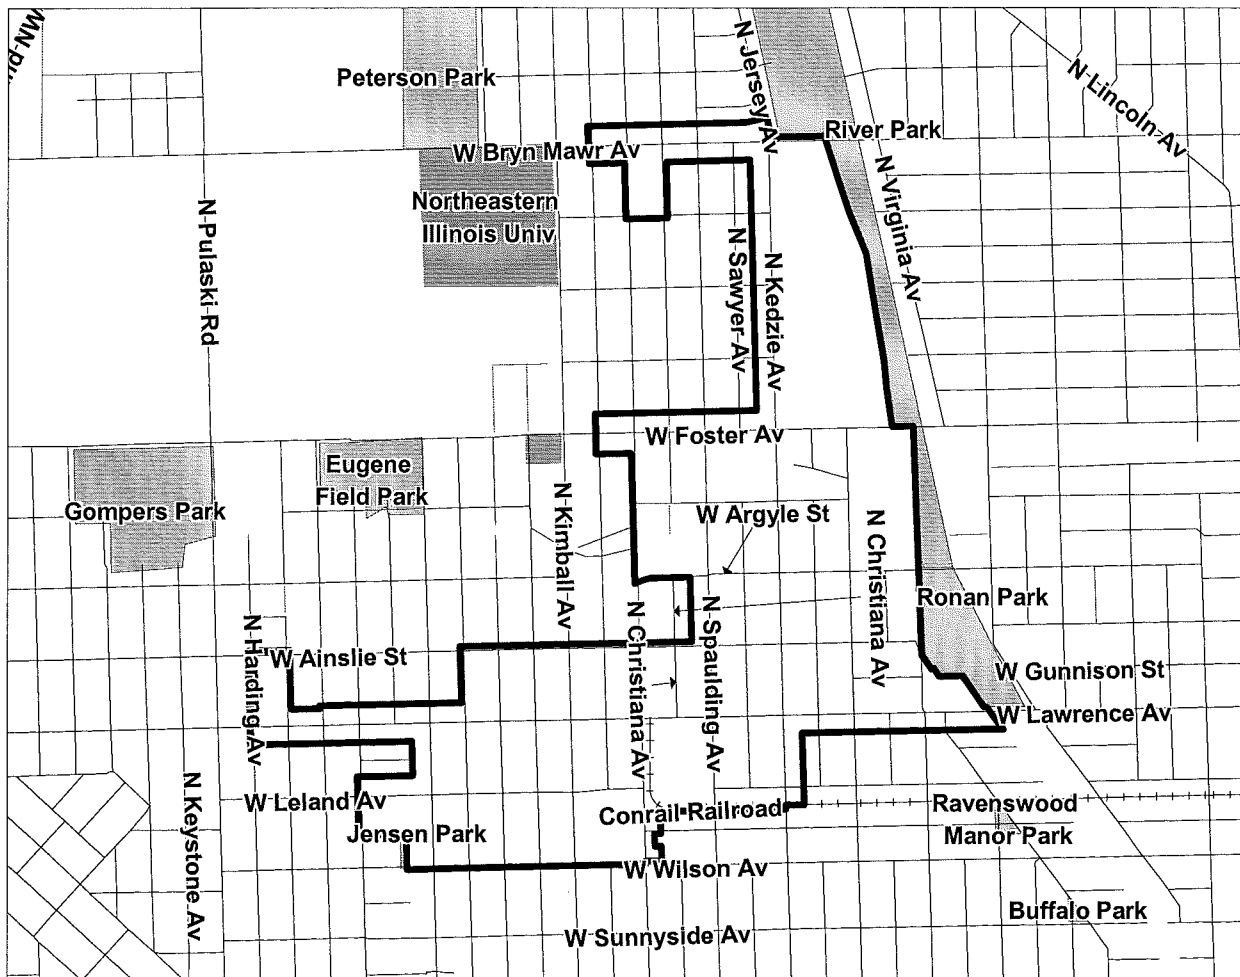 nd-NW
N-Jersey-Av
N-Lincoln-Av
Peterson Park
River Park
W Bryn Mawr Av
N-Virginia-Av
Northeastern
Illinois Univ
N-Pulaski-Rd
N-Sawyer-Av
N-Kedzie Av
W Foster Av
Eugene
Field Park
Gompers Park
N-Kimball-Av
W Argyle St
N Christiana Av
Ronan Park
N-Harding-Av
W Ainslie St
N Christiana Av
N-Spaulding Av
W Gunnison St
W Lawrence Av
N Keystone Av
W Leland Av
Conrail-Railroad
Ravenswood
Manor Park
Jensen Park
W Wilson Av
Buffalo Park
W Sunnyside Av